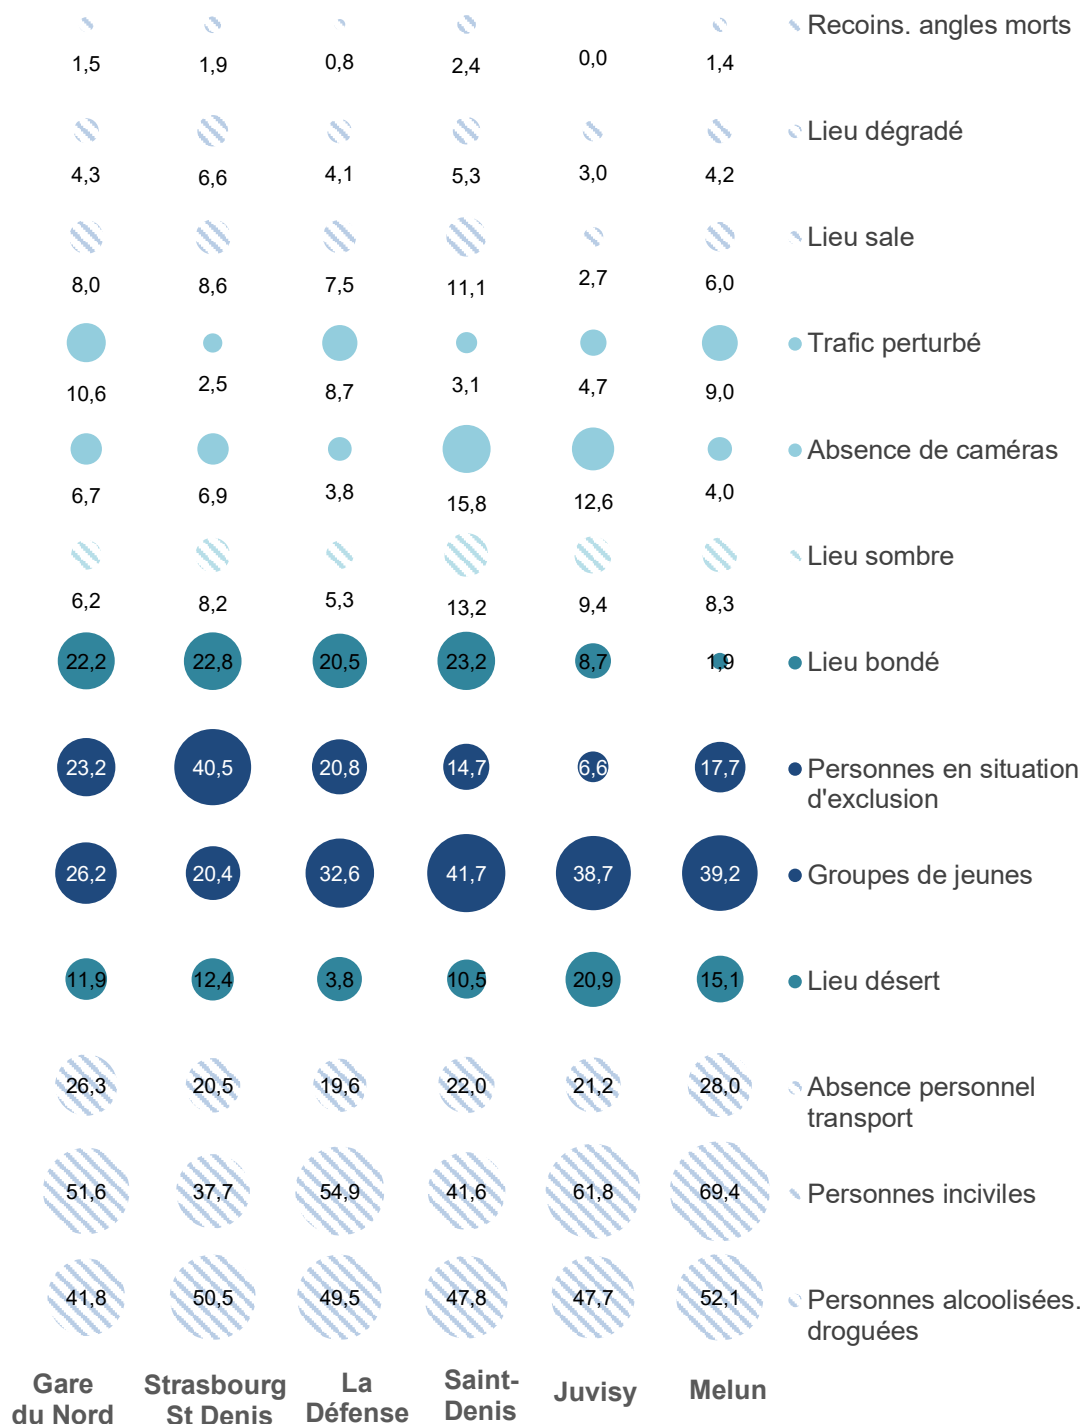 Recoins. angles morts
1,5 1,9 0,8 2,4 0,0 1,4
Lieu dégradé
4,3 6,6 4,1 5,3 3,0 4,2
Lieu sale
8,0 8,6 7,5 11,1 2,7 6,0
Trafic perturbé
10,6 2,5 8,7 3,1 4,7 9,0
Absence de caméras
6,7 6,9 3,8 15,8 12,6 4,0
Lieu sombre
6,2 8,2 5,3 13,2 9,4 8,3
22,2 22,8 20,5 23,2 8,7 1,9 Lieu bondé
23,2 40,5 20,8 14,7 6,6 17,7 Personnes en situation
d'exclusion
26,2 20,4 32,6 41,7 38,7 39,2 Groupes de jeunes
11,9 12,4 3,8 10,5 20,9 15,1 Lieu désert
26,3 20,5 19,6 22,0 21,2 28,0 Absence personnel
transport
51,6 37,7 54,9 41,6 61,8 69,4 Personnes inciviles
41,8 50,5 49,5 47,8 47,7 52,1 Personnes alcoolisées.
droguées
Gare
du Nord
Strasbourg
St Denis
La
Défense
Saint-
Denis
Juvisy
Melun